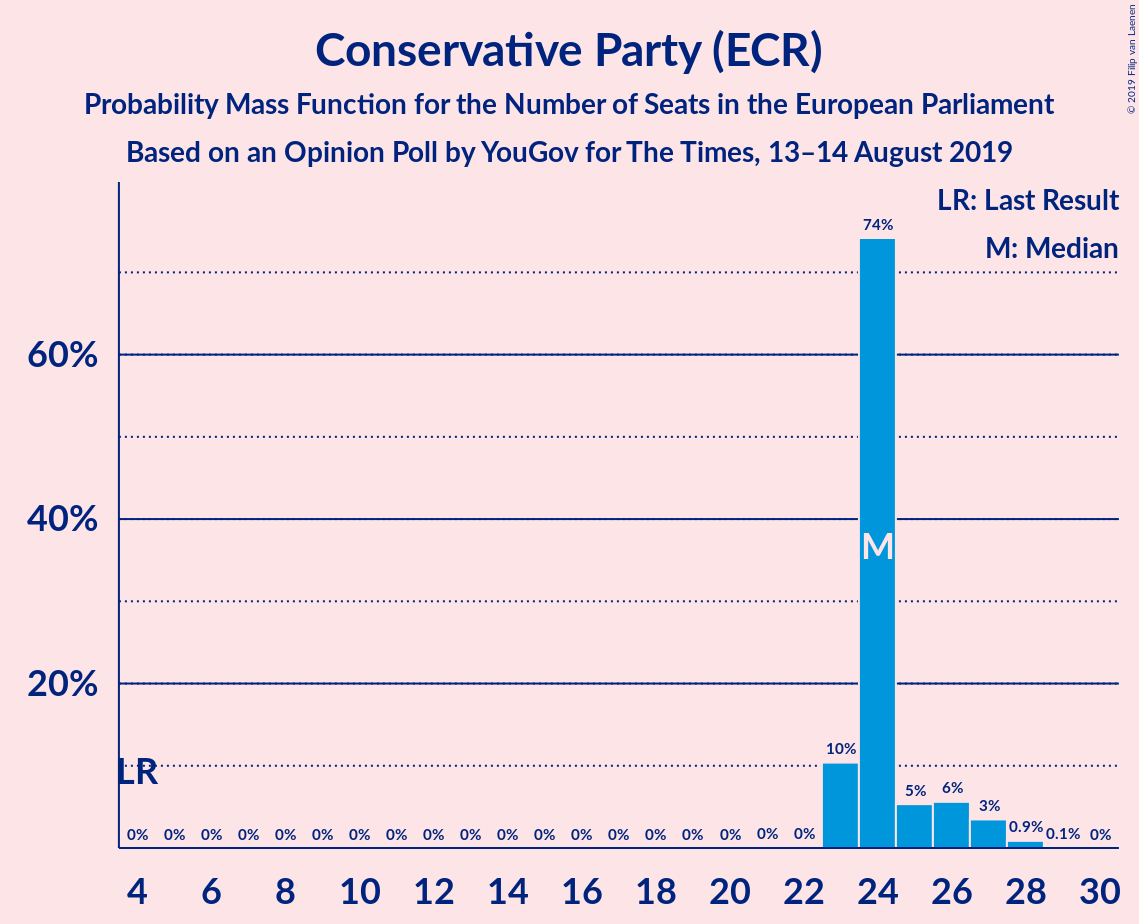 Conservative Party (ECR)
Probability Mass Function for the Number of Seats in the European Parliament
Based on an Opinion Poll by YouGov for The Times, 13–14 August 2019
© 2019 Filip van Laenen
LR: Last Result
M: Median
74%
60%
40%
M
20%
10%
LR
5% 6% 3% 0.9% 0.1%
0% 0% 0% 0% 0% 0% 0% 0% 0% 0% 0% 0% 0% 0% 0% 0% 0% 0% 0% 0%
4 6 8 10 12 14 16 18 20 22 24 26 28 30